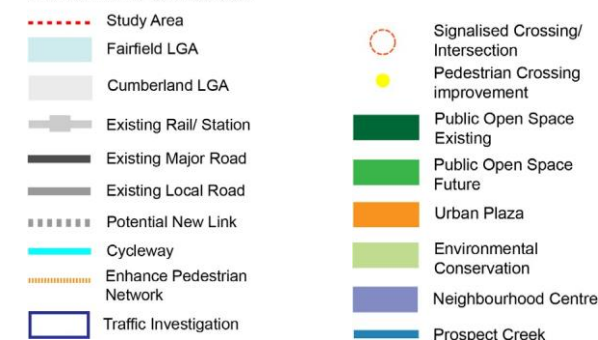 Study Area
Fairfield LGA
Cumberland LGA
Existing Rail/ Station
Existing Major Road
Existing Local Road
Potential New Link
Cycleway
Enhance Pedestrian
Network
Traffic Investigation
Signalised Crossing/
Intersection
Pedestrian Crossing
improvement
Public Open Space
Existing
Public Open Space
Future
Urban Plaza
Environmental
Conservation
Neighbourhood Centre
Prospect Creek